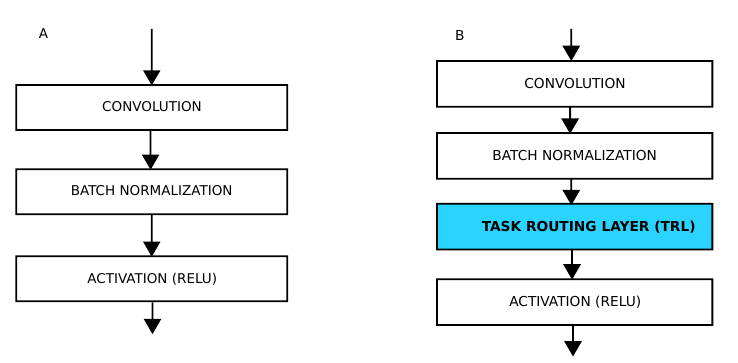 A
CONVOLUTION
BATCH NORMALIZATION
ACTIVATION (RELU)
B
CONVOLUTION
BATCH NORMALIZATION
TASK ROUTING LAYER (TRL)
ACTIVATION (RELU)